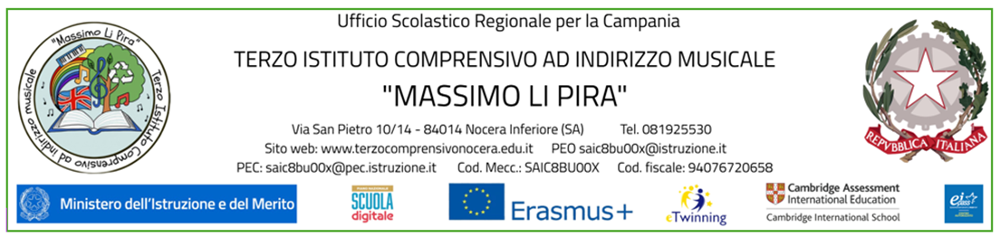 Ufficio Scolastico Regionale per la Campania
TERZO ISTITUTO COMPRENSIVO AD INDIRIZZO MUSICALE
"MASSIMO LI PIRA"
Via San Pietro 10/14 - 84014 Nocera Inferiore (SA) Tel. 081925530
Sito web: www.terzocomprensivonocera.edu.it PEO saic8bu00x@istruzione.it
PEC: saic8bu00x@pec.istruzione.it Cod. Mecc.: SAIC8BU00X Cod. fiscale: 94076720658
"Massimo Li Pira"
Terzo Istituto Comprensivo ad indirizzo musicale
REPVBBLICA ITALIANA
Ministero dell'Istruzione e del Merito
SCUOLA
digitale
Erasmus+
eTwinning
Cambridge Assessment
International Education
Cambridge International School
ei
pass